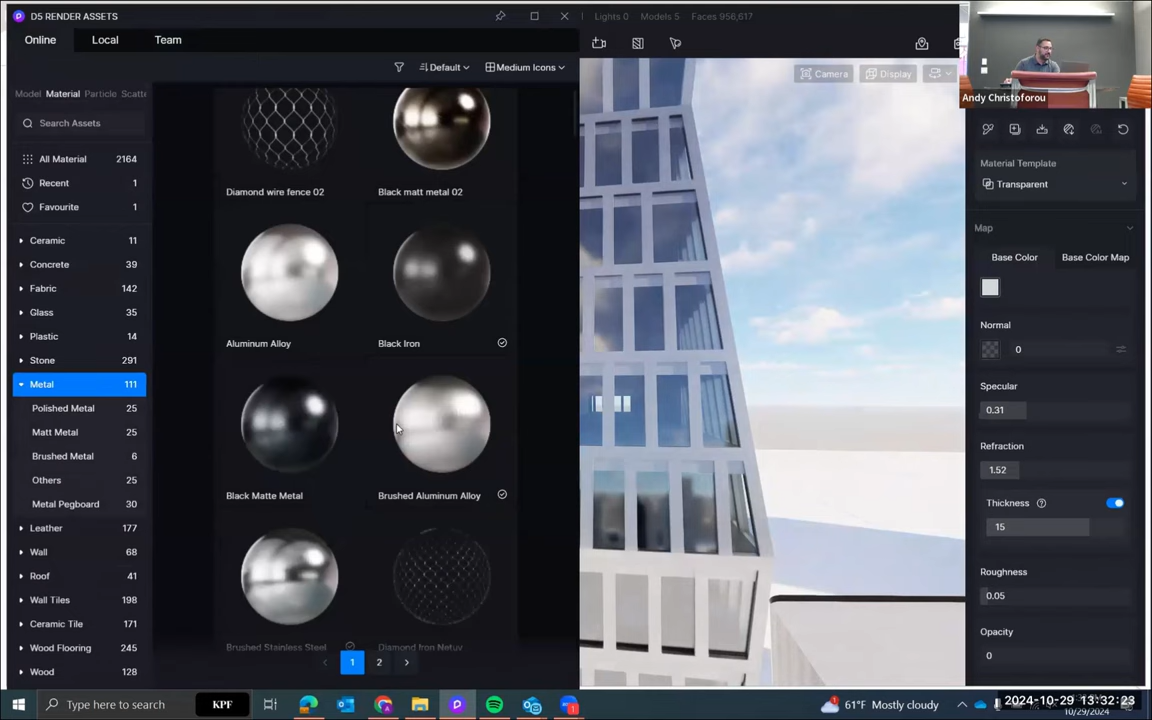 D5 RENDER ASSETS
Lights 0 Models 5 Faces 956,617
Online Local Team
Default Medium Icons
Camera Display
Andy Christoforou
Model Material Particle Scatte
Search Assets
All Material 2164
Recent 1
Favourite 1
Ceramic 11
Concrete 39
Fabric 142
Glass 35
Plastic 14
Stone 291
Metal 111
Polished Metal 25
Matt Metal 25
Brushed Metal 6
Others 25
Metal Pegboard 30
Leather 177
Wall 68
Roof 41
Wall Tiles 198
Ceramic Tile 171
Wood Flooring 245
Wood 128
Diamond wire fence 02 Black matt metal 02
Aluminum Alloy Black Iron
Black Matte Metal Brushed Aluminum Alloy
Brushed Stainless Steel Diamond Iron Netuv
1 2
Material Template
Transparent
Map
Base Color Base Color Map
Normal
0
Specular
0.31
Refraction
1.52
Thickness
15
Roughness
0.05
Opacity
0
Type here to search KPF
61°F Mostly cloudy
2024-10-29 13:32:23
10/29/2024